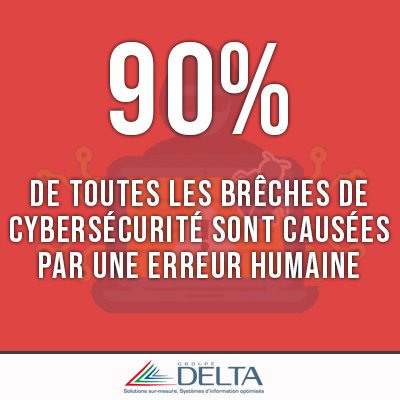 90%
DE TOUTES LES BRÊCHES DE
CYBERSÉCURITÉ SONT CAUSÉES
PAR UNE ERREUR HUMAINE
GROUPE
DELTA
Solutions sur-mesure, Systèmes d'information optimisés